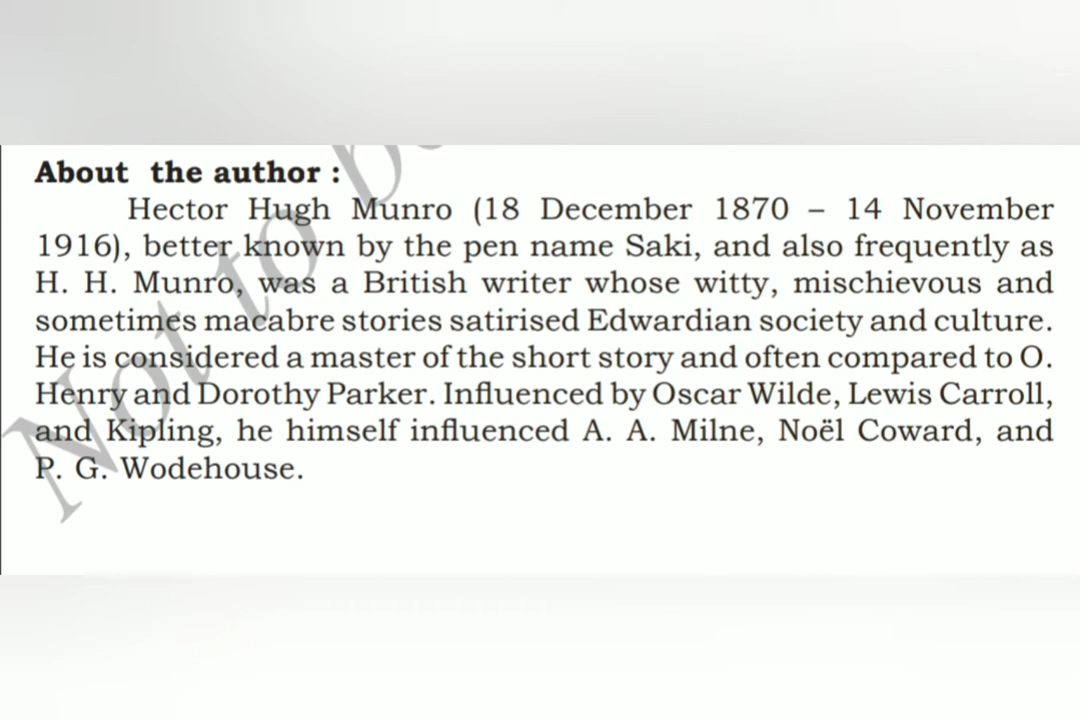 About the author :
Hector Hugh Munro (18 December 1870 – 14 November
1916), better known by the pen name Saki, and also frequently as
H. H. Munro, was a British writer whose witty, mischievous and
sometimes macabre stories satirised Edwardian society and culture.
He is considered a master of the short story and often compared to O.
Henry and Dorothy Parker. Influenced by Oscar Wilde, Lewis Carroll,
and Kipling, he himself influenced A. A. Milne, Noël Coward, and
P. G. Wodehouse.
Not to